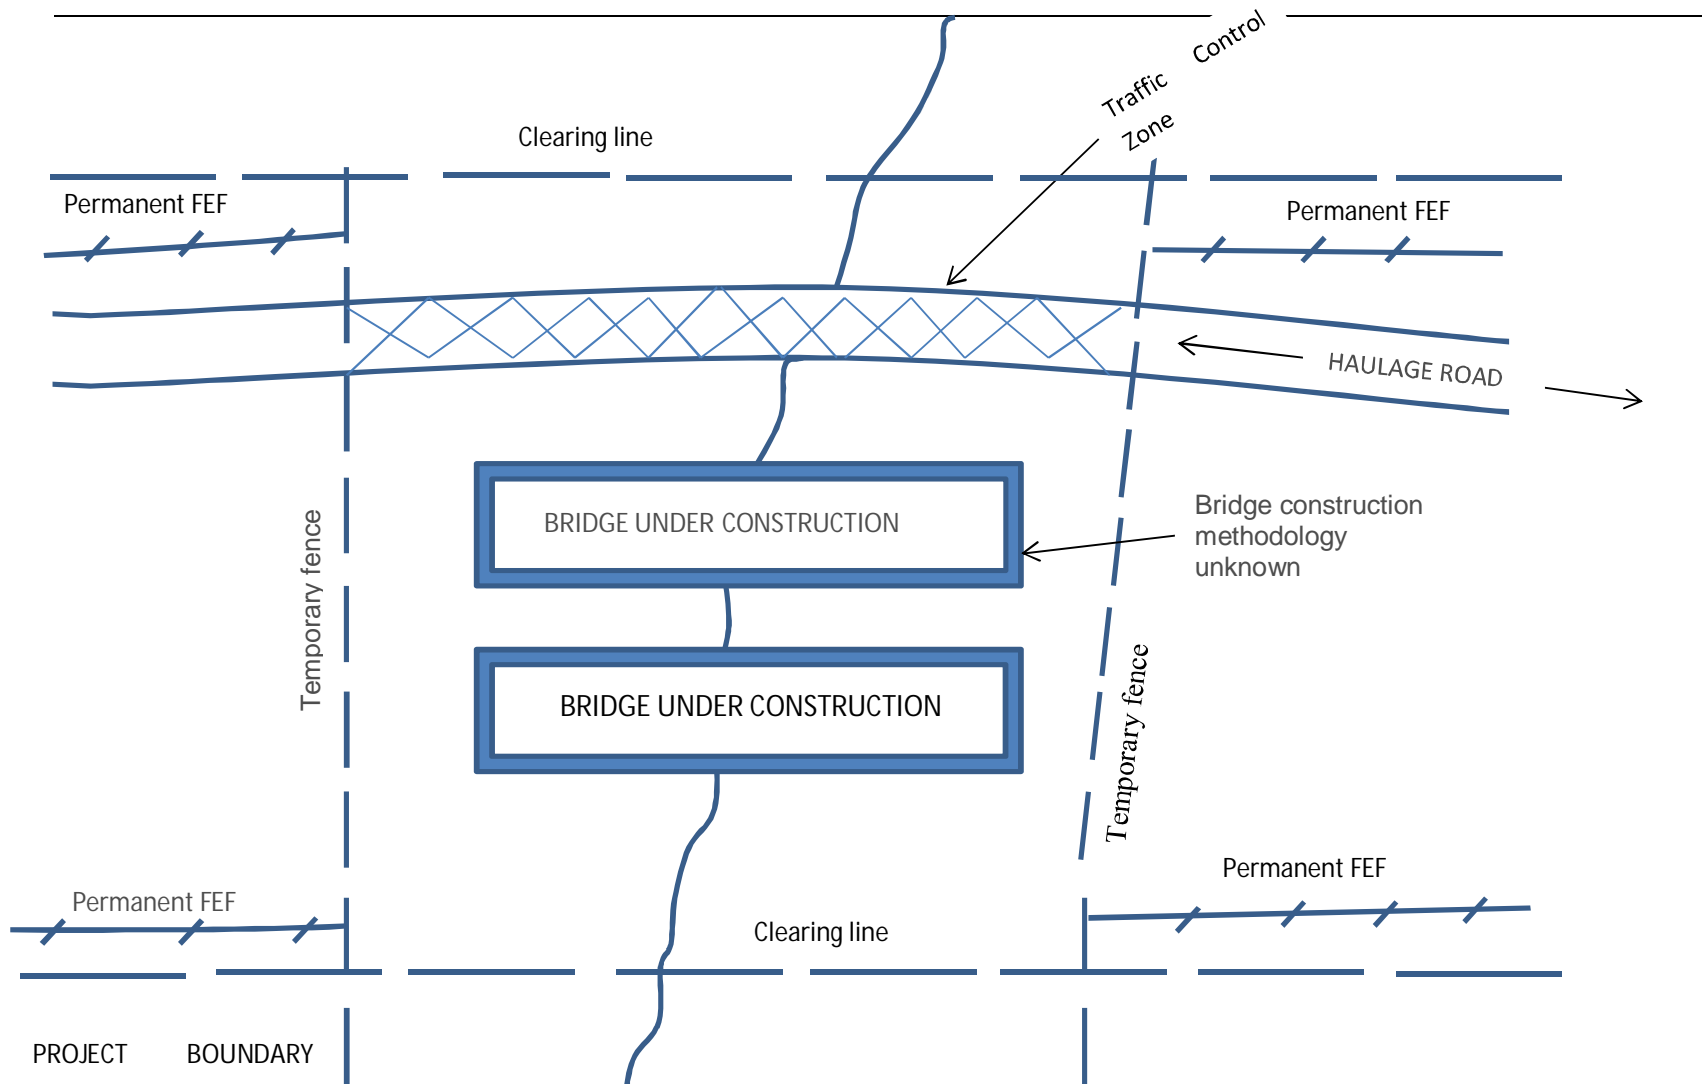 Traffic Control
Zone
Clearing line
Permanent FEF
Permanent FEF
HAULAGE ROAD
Bridge construction
methodology
unknown
BRIDGE UNDER CONSTRUCTION
Temporary fence
BRIDGE UNDER CONSTRUCTION
Temporary fence
Permanent FEF
Permanent FEF
Clearing line
PROJECT BOUNDARY